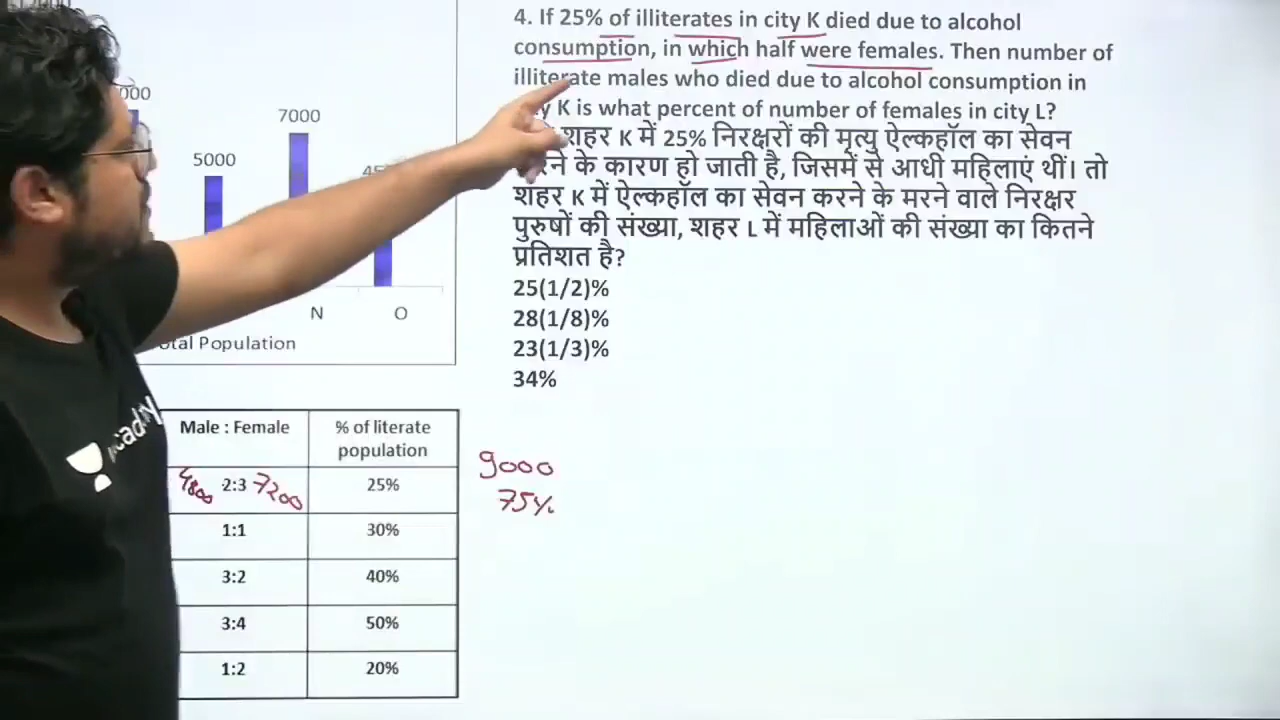 4. If 25% of illiterates in city K died due to alcohol
consumption, in which half were females. Then number of
illiterate males who died due to alcohol consumption in
K is what percent of number of females in city L?
शहर K में 25% निरक्षरों की मृत्यु ऐल्कहॉल का सेवन
के कारण हो जाती है, जिसमें से आधी महिलाएं थीं। तो
शहर K में ऐल्कहॉल का सेवन करने के मरने वाले निरक्षर
पुरुषों की संख्या, शहर L में महिलाओं की संख्या का कितने
प्रतिशत है?
25(1/2)%
28(1/8)%
23(1/3)%
34%
7000
5000
N O
Population
Male : Female % of literate
population
4800 2:3 7200 25%
1:1 30%
3:2 40%
3:4 50%
1:2 20%
9000
75%